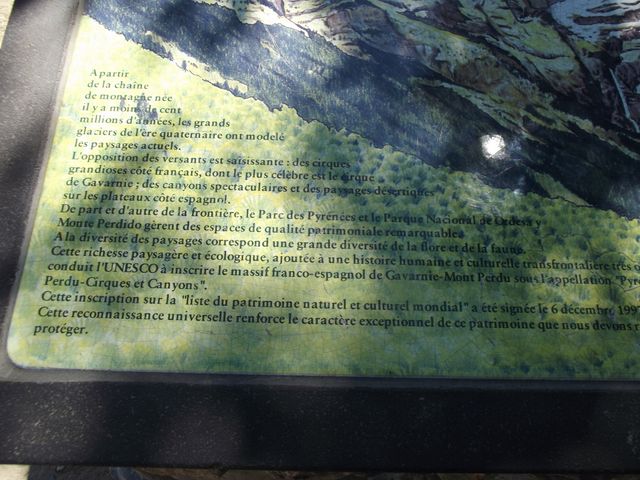 A partir
de la chaîne
de montagne née
il y a moins de cent
millions d'années, les grands
glaciers de l'ère quaternaire ont modelé
les paysages actuels.
L'opposition des versants est saisissante : des cirques
grandioses côté français, dont le plus célèbre est le cirque
de Gavarnie ; des canyons spectaculaires et des paysages désertiques
sur les plateaux côté espagnol.
De part et d'autre de la frontière, le Parc des Pyrénées et le Parque Nacional de Ordesa y
Monte Perdido gèrent des espaces de qualité patrimoniale remarquable.
A la diversité des paysages correspond une grande diversité de la flore et de la faune.
Cette richesse paysagère et écologique, ajoutée à une histoire humaine et culturelle transfrontalière très
conduit l'UNESCO à inscrire le massif franco-espagnol de Gavarnie-Mont Perdu sous l'appellation "Pyré
Perdu-Cirques et Canyons".
Cette inscription sur la "liste du patrimoine naturel et culturel mondial" a été signée le 6 décembre 1997
Cette reconnaissance universelle renforce le caractère exceptionnel de ce patrimoine que nous devons
protéger.